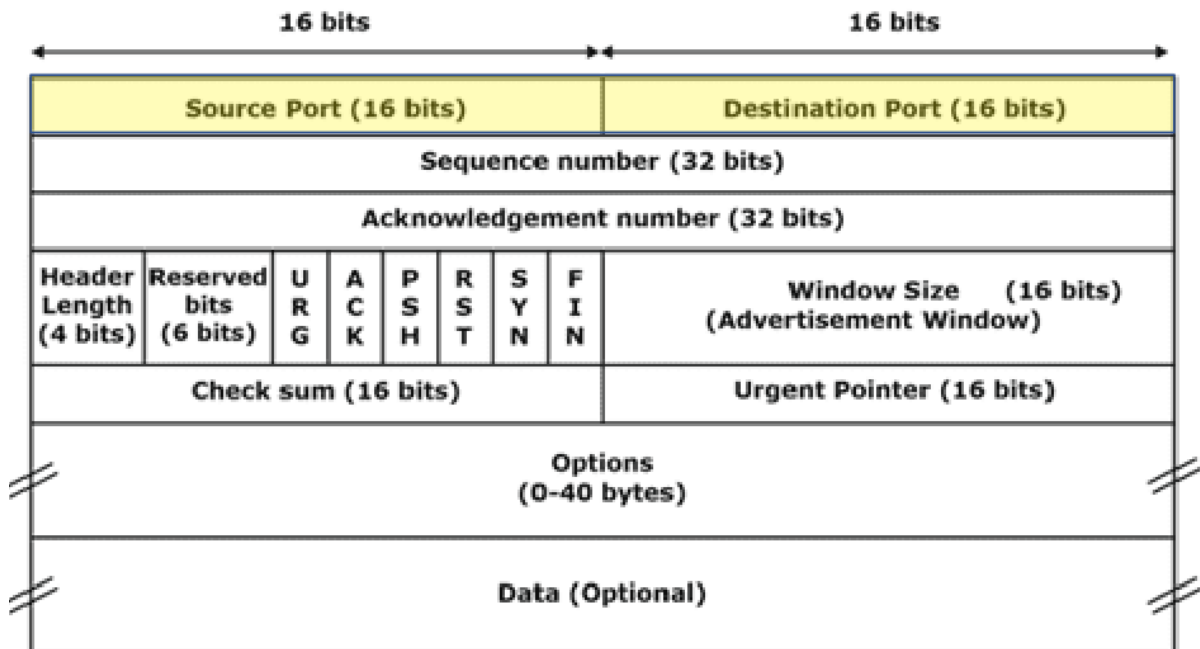 16 bits
16 bits
Source Port (16 bits)
Destination Port (16 bits)
Sequence number (32 bits)
Acknowledgement number (32 bits)
Header
Length
(4 bits)
Reserved
bits
(6 bits)
U
R
G
A
C
K
P
S
H
R
S
T
S
Y
N
F
I
N
Window Size (16 bits)
(Advertisement Window)
Check sum (16 bits)
Urgent Pointer (16 bits)
Options
(0-40 bytes)
Data (Optional)